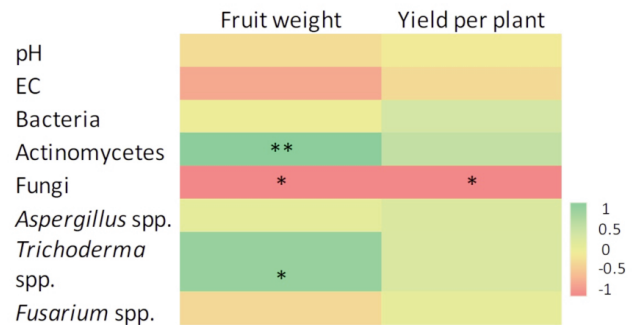 Fruit weight Yield per plant
pH
EC
Bacteria
Actinomycetes **
Fungi * *
Aspergillus spp.
Trichoderma
spp. *
Fusarium spp.
1
0.5
0
-0.5
-1